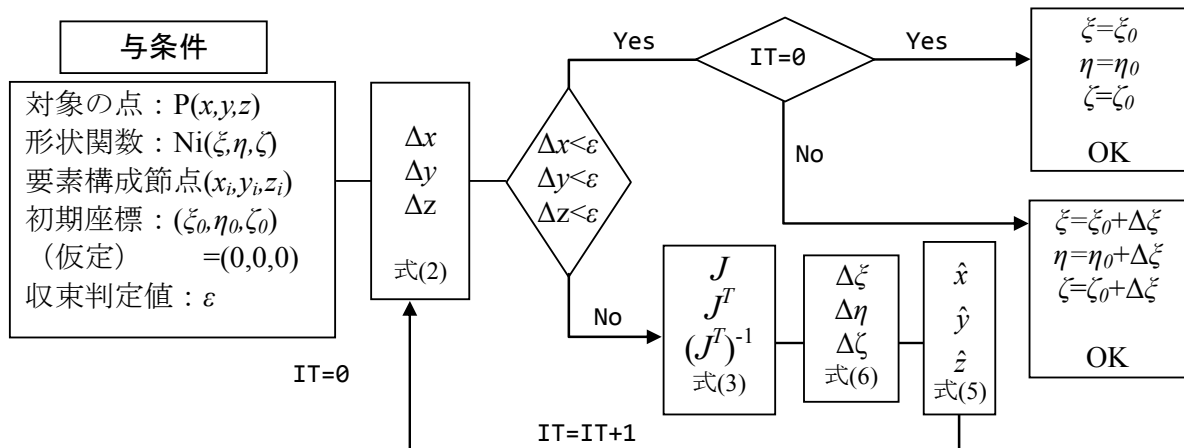 与条件
対象の点：P(x,y,z)
形状関数：Ni(ξ,η,ζ)
要素構成節点(xi,yi,zi)
初期座標：(ξ0,η0,ζ0)
（仮定） =(0,0,0)
収束判定値：ε
IT=0
Δx
Δy
Δz
式(2)
Δx<ε
Δy<ε
Δz<ε
Yes
No
IT=0
Yes
No
ξ=ξ0
η=η0
ζ=ζ0
OK
ξ=ξ0+Δξ
η=η0+Δξ
ζ=ζ0+Δξ
OK
J
J^T
(J^T)^-1
式(3)
Δξ
Δη
Δζ
式(6)
x̂
ŷ
ẑ
式(5)
IT=IT+1